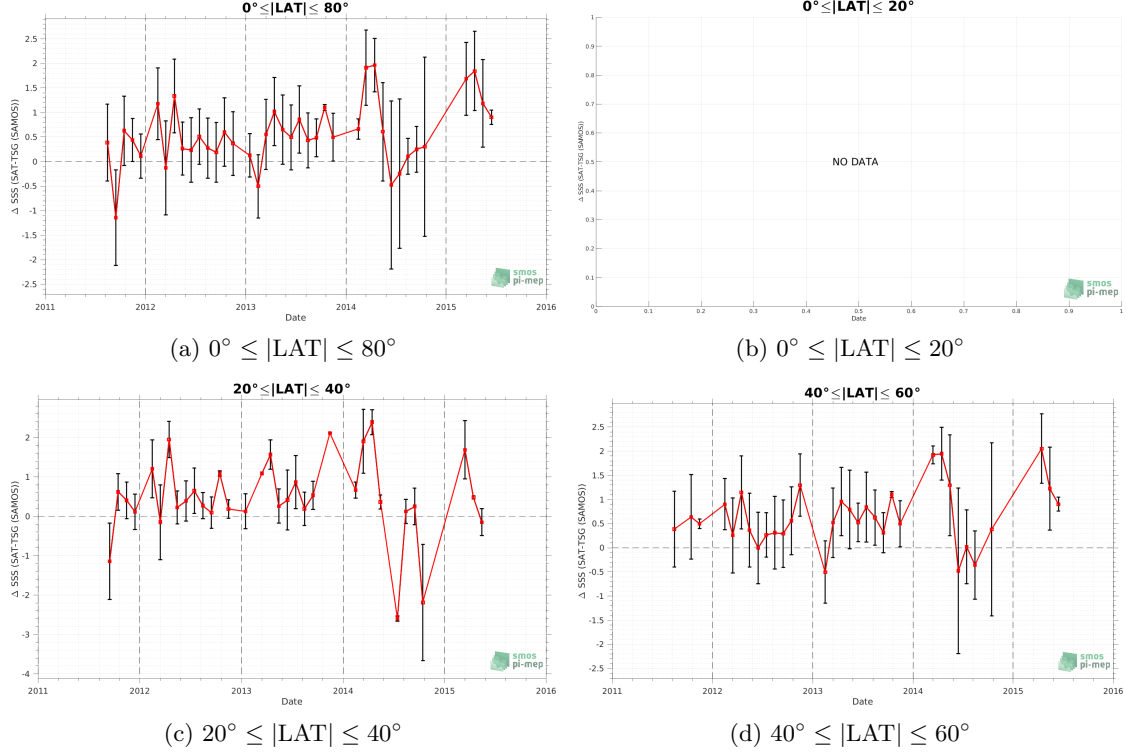 0°≤|LAT|≤ 80°
Δ SSS (SAT-TSG (SAMOS))
2.5
2
1.5
1
0.5
0
-0.5
-1
-1.5
-2
-2.5
2011 2012 2013 2014 2015 2016
Date
smos
pi-mep
(a) 0° ≤ |LAT| ≤ 80°
0°≤|LAT|≤ 20°
Δ SSS (SAT-TSG (SAMOS))
1
0.9
0.8
0.7
0.6
0.5
0.4
0.3
0.2
0.1
0
NO DATA
0 0.1 0.2 0.3 0.4 0.5 0.6 0.7 0.8 0.9 1
Date
smos
pi-mep
(b) 0° ≤ |LAT| ≤ 20°
20°≤|LAT|≤ 40°
Δ SSS (SAT-TSG (SAMOS))
2
1
0
-1
-2
-3
-4
2011 2012 2013 2014 2015 2016
Date
smos
pi-mep
(c) 20° ≤ |LAT| ≤ 40°
40°≤|LAT|≤ 60°
Δ SSS (SAT-TSG (SAMOS))
2.5
2
1.5
1
0.5
0
-0.5
-1
-1.5
-2
-2.5
2011 2012 2013 2014 2015 2016
Date
smos
pi-mep
(d) 40° ≤ |LAT| ≤ 60°